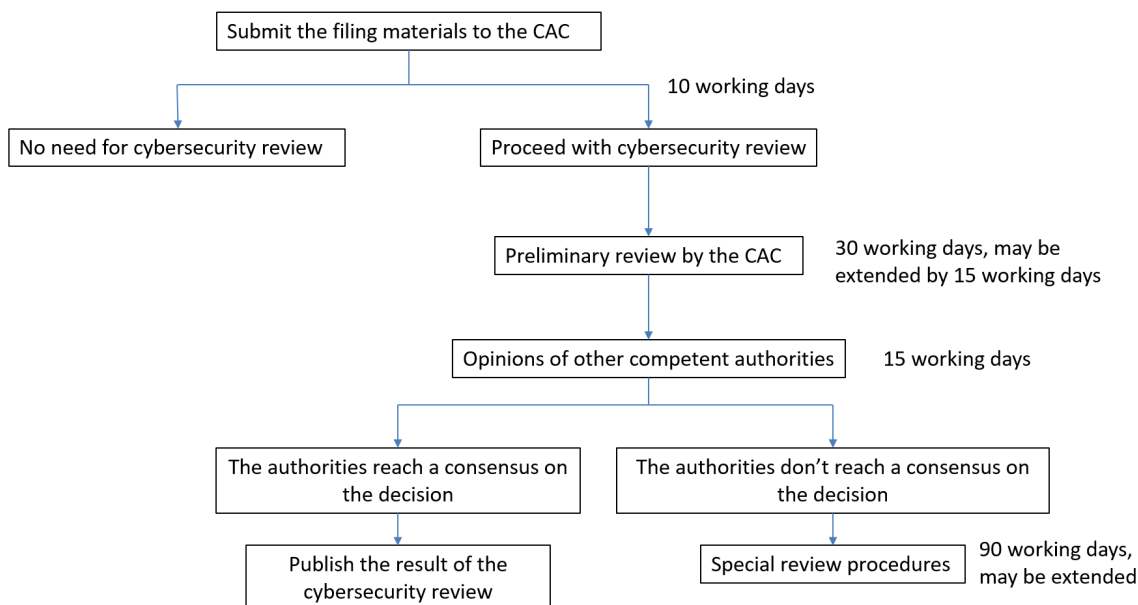 Submit the filing materials to the CAC
10 working days
No need for cybersecurity review
Proceed with cybersecurity review
Preliminary review by the CAC
30 working days, may be
extended by 15 working days
Opinions of other competent authorities
15 working days
The authorities reach a consensus on
the decision
The authorities don’t reach a consensus on
the decision
Publish the result of the
cybersecurity review
Special review procedures
90 working days,
may be extended